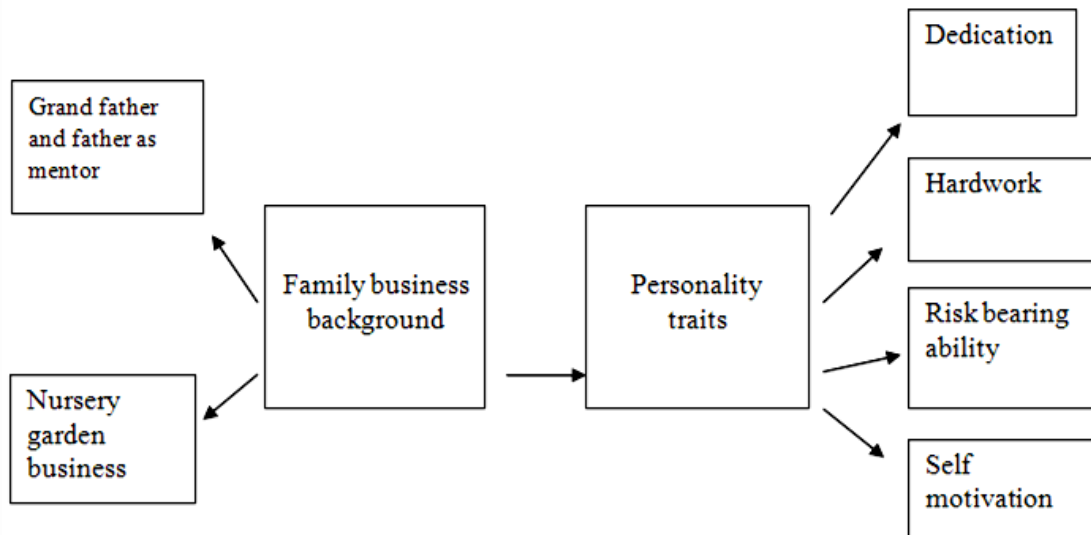 Grand father
and father as
mentor
Nursery
garden
business
Family business
background
Personality
traits
Dedication
Hardwork
Risk bearing
ability
Self
motivation